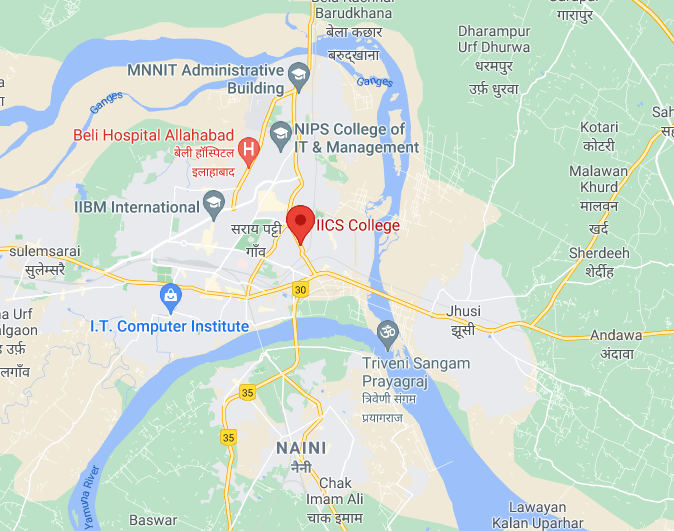 Barudkhana
बेला कछार
बरुद्खाना
Dharampur
Urf Dhurwa
धरमपुर
उर्फ़ धुरवा
गारापुर
MNNIT Administrative
Building
Ganges
Ganges
Beli Hospital Allahabad
बेली हॉस्पिटल
इलाहाबाद
H
NIPS College of
IT & Management
Kotari
कोटरी
Malawan
Khurd
मालवन
खर्द
IIBM International
सराय पट्टी
गाँव
IICS College
sulemsarai
सुलेम्सरै
Sherdeeh
शेर्दीह
30
I.T. Computer Institute
Jhusi
झूसी
Andawa
अंदावा
Triveni Sangam
Prayagraj
त्रिवेणी संगम
प्रयागराज
35
35
NAINI
नैनी
Chak
Imam Ali
चाक इमाम
Yamuna River
Baswar
Lawayan
Kalan Uparhar